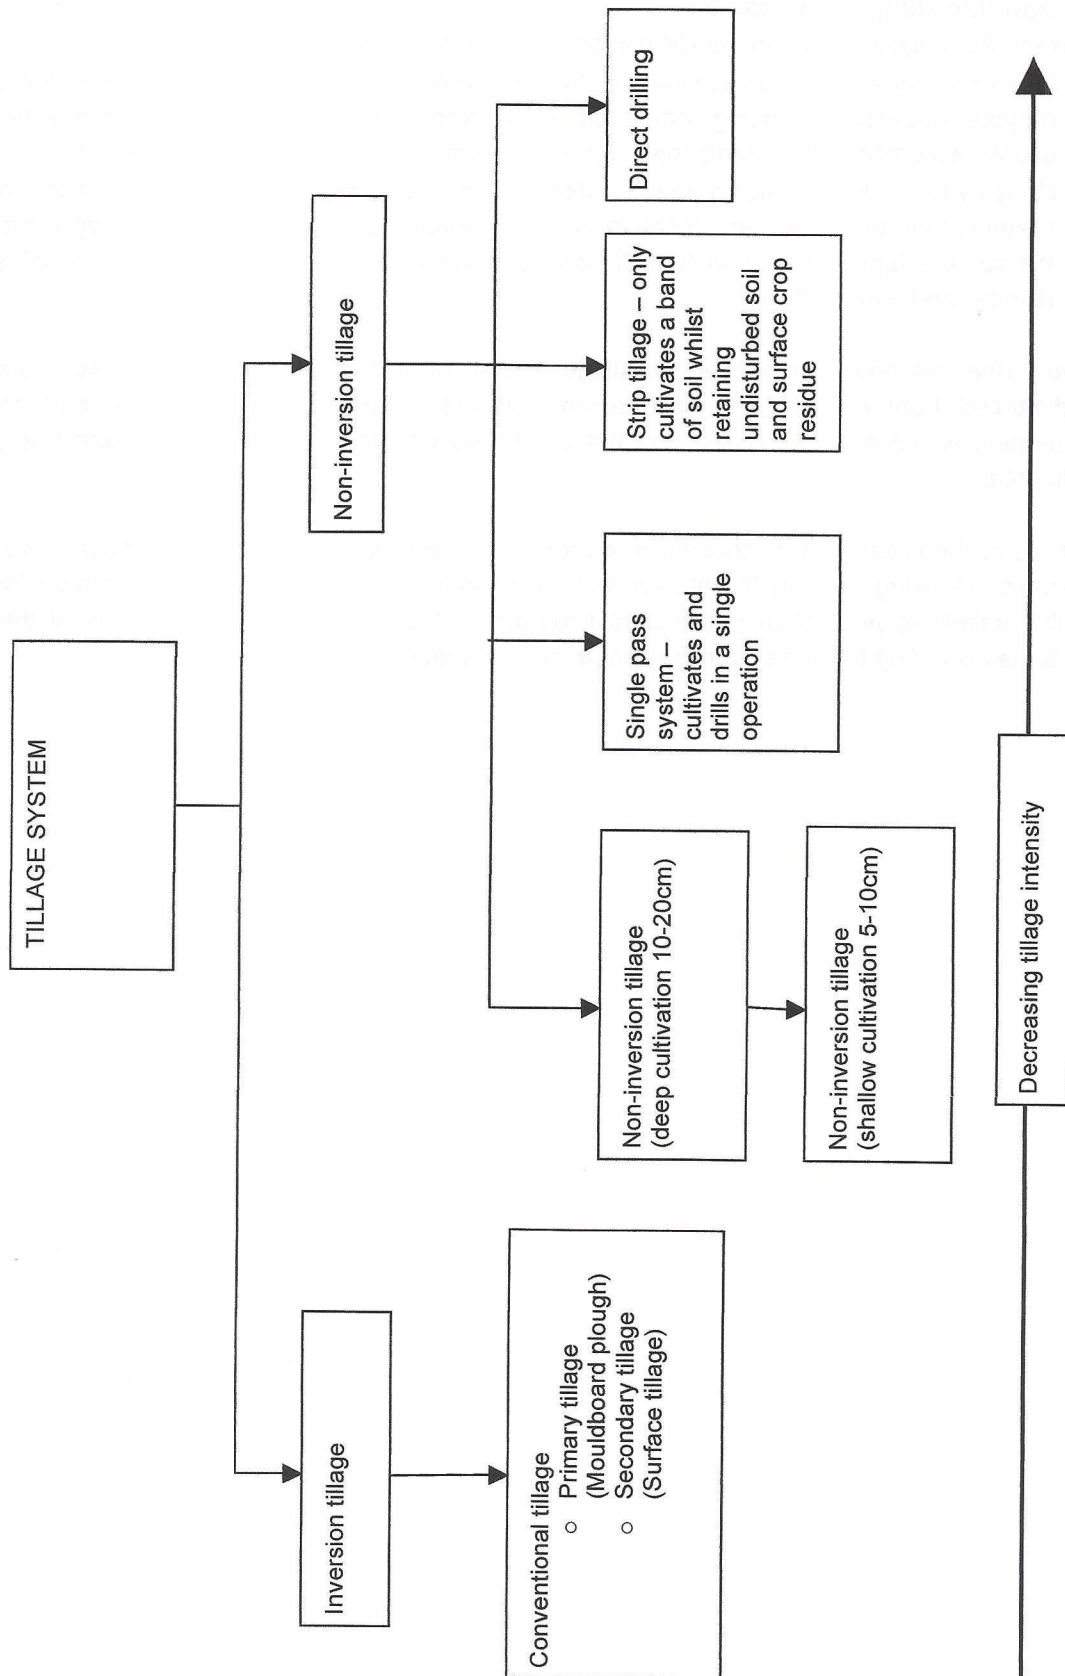 TILLAGE SYSTEM
Inversion tillage
Non-inversion tillage
Conventional tillage
○ Primary tillage
(Mouldboard plough)
○ Secondary tillage
(Surface tillage)
Non-inversion tillage
(deep cultivation 10-20cm)
Non-inversion tillage
(shallow cultivation 5-10cm)
Single pass
system –
cultivates and
drills in a single
operation
Strip tillage – only
cultivates a band
of soil whilst
retaining
undisturbed soil
and surface crop
residue
Direct drilling
Decreasing tillage intensity